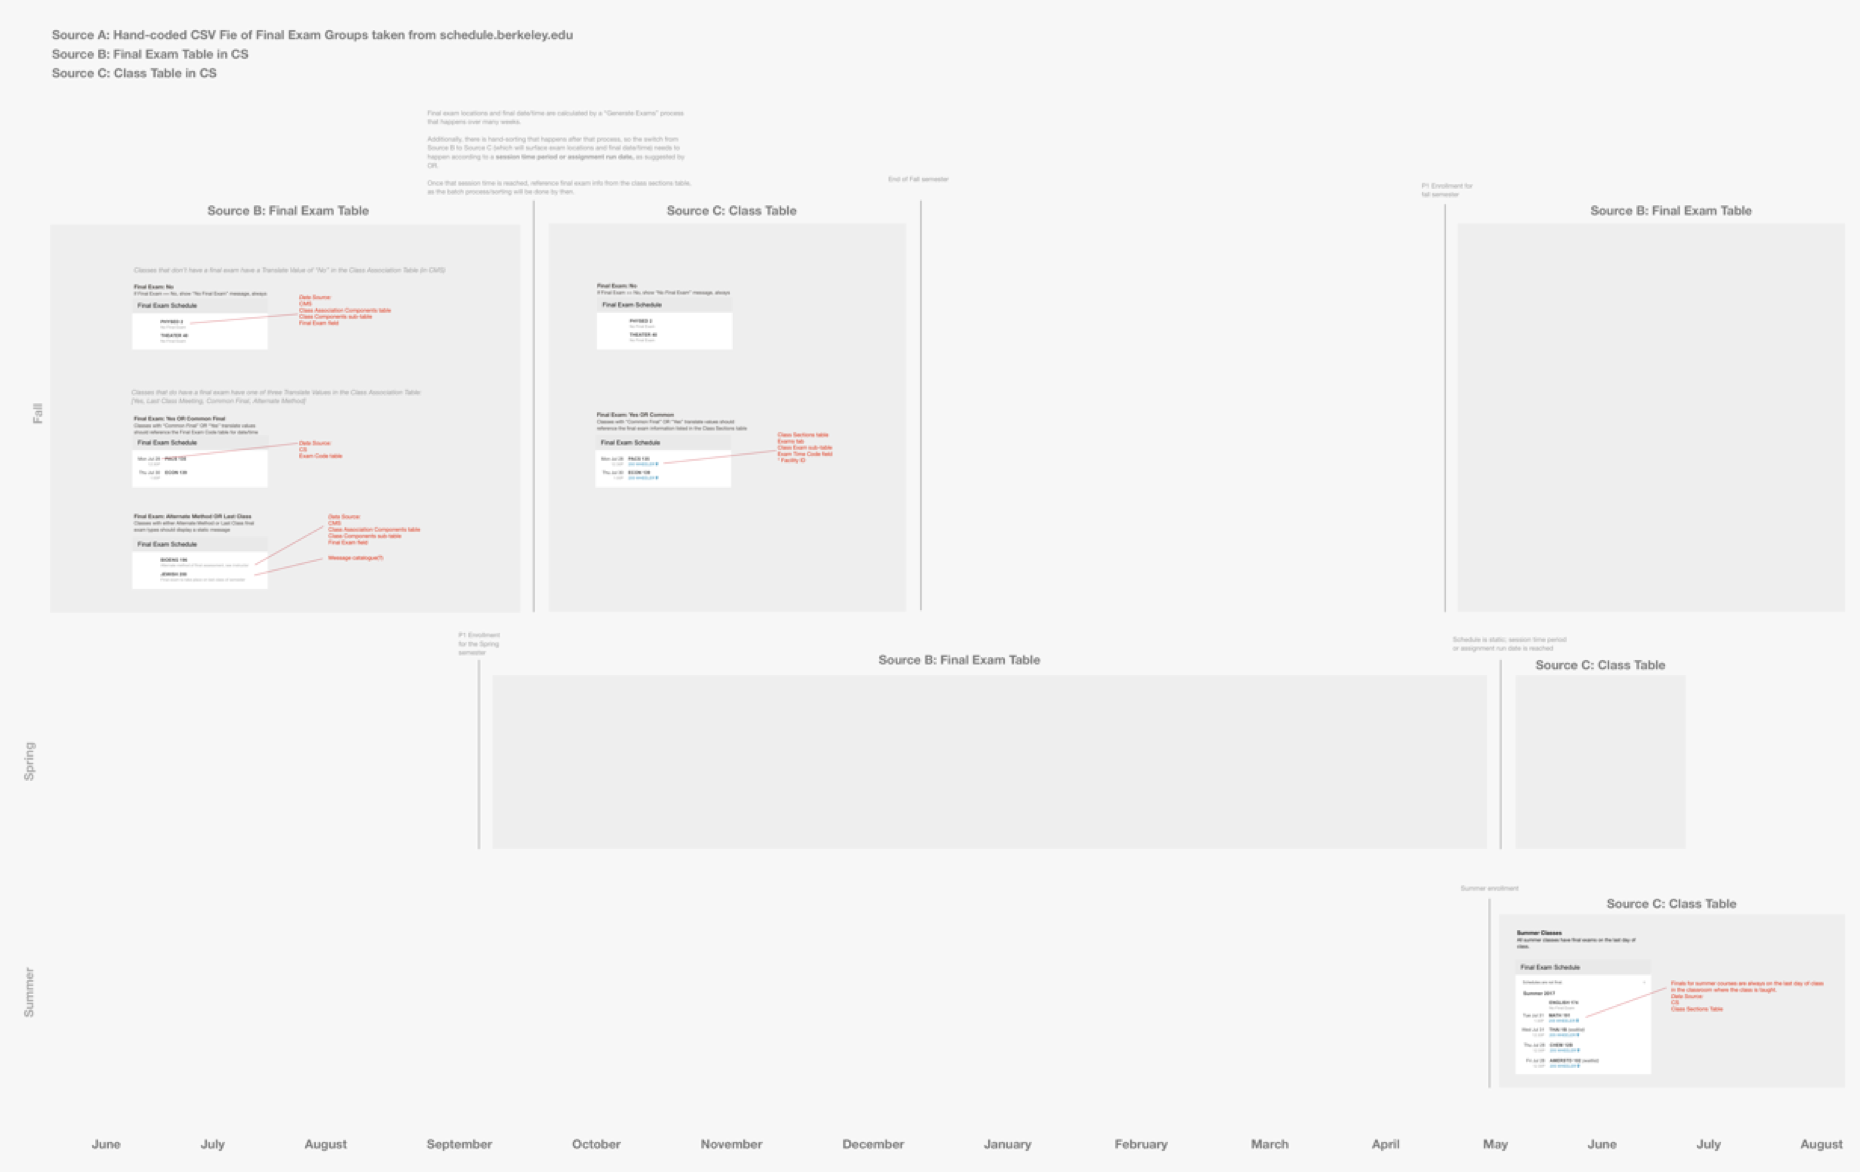 Source A: Hand-coded CSV Fie of Final Exam Groups taken from schedule.berkeley.edu
Source B: Final Exam Table in CS
Source C: Class Table in CS
Final exam locations and final date/time are calculated by a "Generate Exams" process
that happens over many weeks.
Additionally, there is hand-sorting that happens after that process, so the switch from
Source B to Source C (which will surface exam locations and final date/time) needs to
happen according to a session time period or assignment run date, as suggested by
OR.
Once that session time is reached, reference final exam info from the class sections table,
as the batch process/sorting will be done by then.
End of Fall semester
P1 Enrollment for
fall semester
Source B: Final Exam Table
Source C: Class Table
Source B: Final Exam Table
Fall
Classes that don't have a final exam have a Translate Value of "No" in the Class Association Table (in CMS)
Final Exam: No
If Final Exam == No, show "No Final Exam" message, always
Final Exam Schedule
PHYSED 2
No Final Exam
THEATER 40
No Final Exam
Data Source:
CMS
Class Association Components table
Class Components sub-table
Final Exam field
Classes that do have a final exam have one of three Translate Values in the Class Association Table:
[Yes, Last Class Meeting, Common Final, Alternate Method]
Final Exam: Yes OR Common Final
Classes with "Common Final" OR "Yes" translate values
should reference the Final Exam Code table for date/time
Final Exam Schedule
Mon Jul 28 PACS 125
Thu Jul 30 ECON 128
Data Source:
CS
Exam Code table
Final Exam: Alternate Method OR Last Class
Classes with either Alternate Method or Last Class that
exam types should display a static message
Final Exam Schedule
BIOENG 196
JEWISH 290
Data Source:
CMS
Class Association Components table
Class Components sub-table
Final Exam field
Message catalogue(?)
Final Exam: No
If Final Exam == No, show "No Final Exam" message, always
Final Exam Schedule
PHYSED 2
No Final Exam
THEATER 40
No Final Exam
Final Exam: Yes OR Common
Classes with "Common Final" OR "Yes" translate values should
reference the final exam information listed in the Class Sections table
Final Exam Schedule
Mon Jul 28 PACS 125
Thu Jul 30 ECON 128
Class Sections table
Exams tab
Class Exam sub-table
Exam Time Code field
* Facility ID
P1 Enrollment
for the Spring
semester
Source B: Final Exam Table
Schedule is static; session time period
or assignment run date is reached
Source C: Class Table
Spring
Summer enrollment
Source C: Class Table
Summer Classes
All summer classes have final exams on the last day of
class.
Final Exam Schedule
Summer 2017
ENGLISH 174
No Final Exam
Tue Jul 21 MATH 101
Wed Jul 21 THAI 1B (waitlist)
Thu Jul 28 CHEM 12B
Fri Jul 28 AMERSTD 102 (waitlist)
Finals for summer courses are always on the last day of class
in the classroom where the class is taught.
Data Source:
CS
Class Sections Table
Summer
June July August September October November December January February March April May June July August